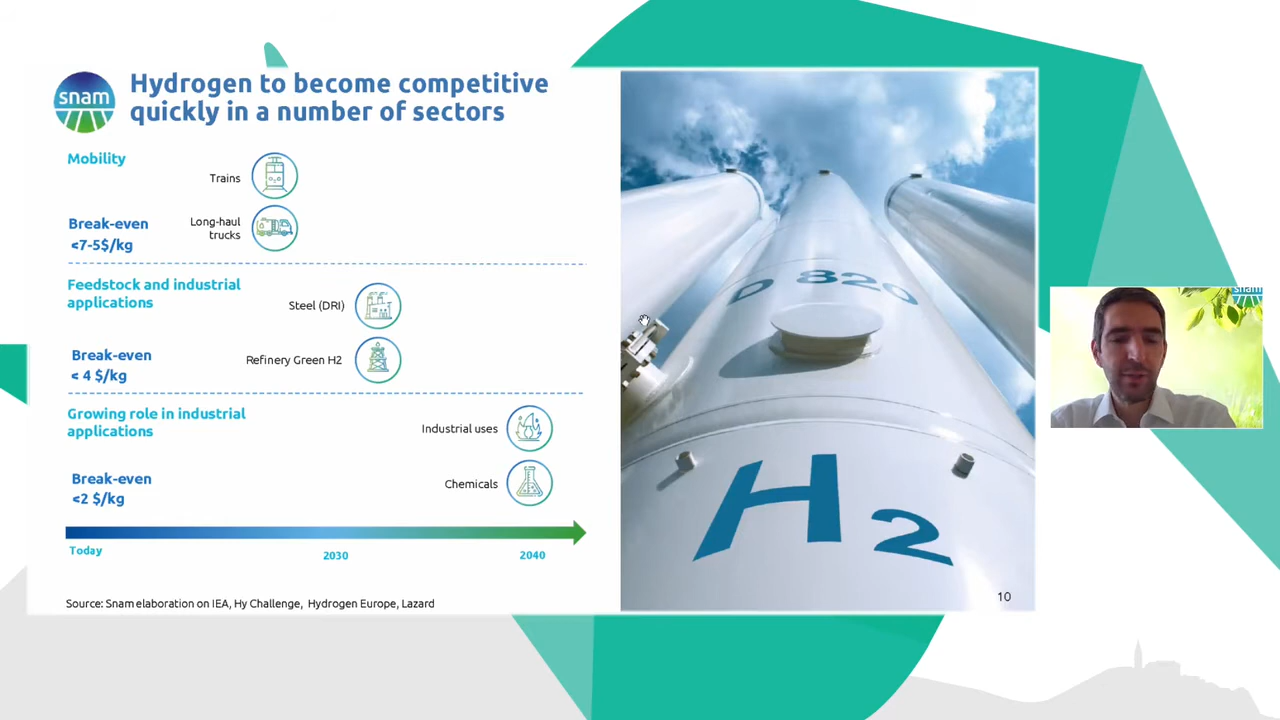 snam
Hydrogen to become competitive
quickly in a number of sectors
Mobility
Trains
Break-even
<7-5$/kg
Long-haul
trucks
Feedstock and industrial
applications
Steel (DRI)
Break-even
< 4 $/kg
Refinery Green H2
Growing role in industrial
applications
Industrial uses
Break-even
<2 $/kg
Chemicals
Today
2030
2040
Source: Snam elaboration on IEA, Hy Challenge, Hydrogen Europe, Lazard
D 820
H2
10
snam